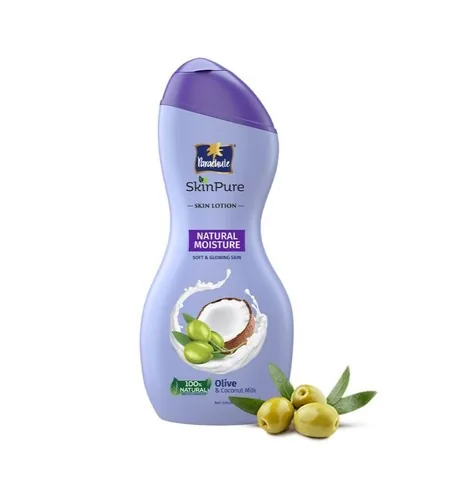 Parachute
SkinPure
SKIN LOTION
NATURAL
MOISTURE
SOFT & GLOWING SKIN
100%
NATURAL
Olive
& Coconut Milk